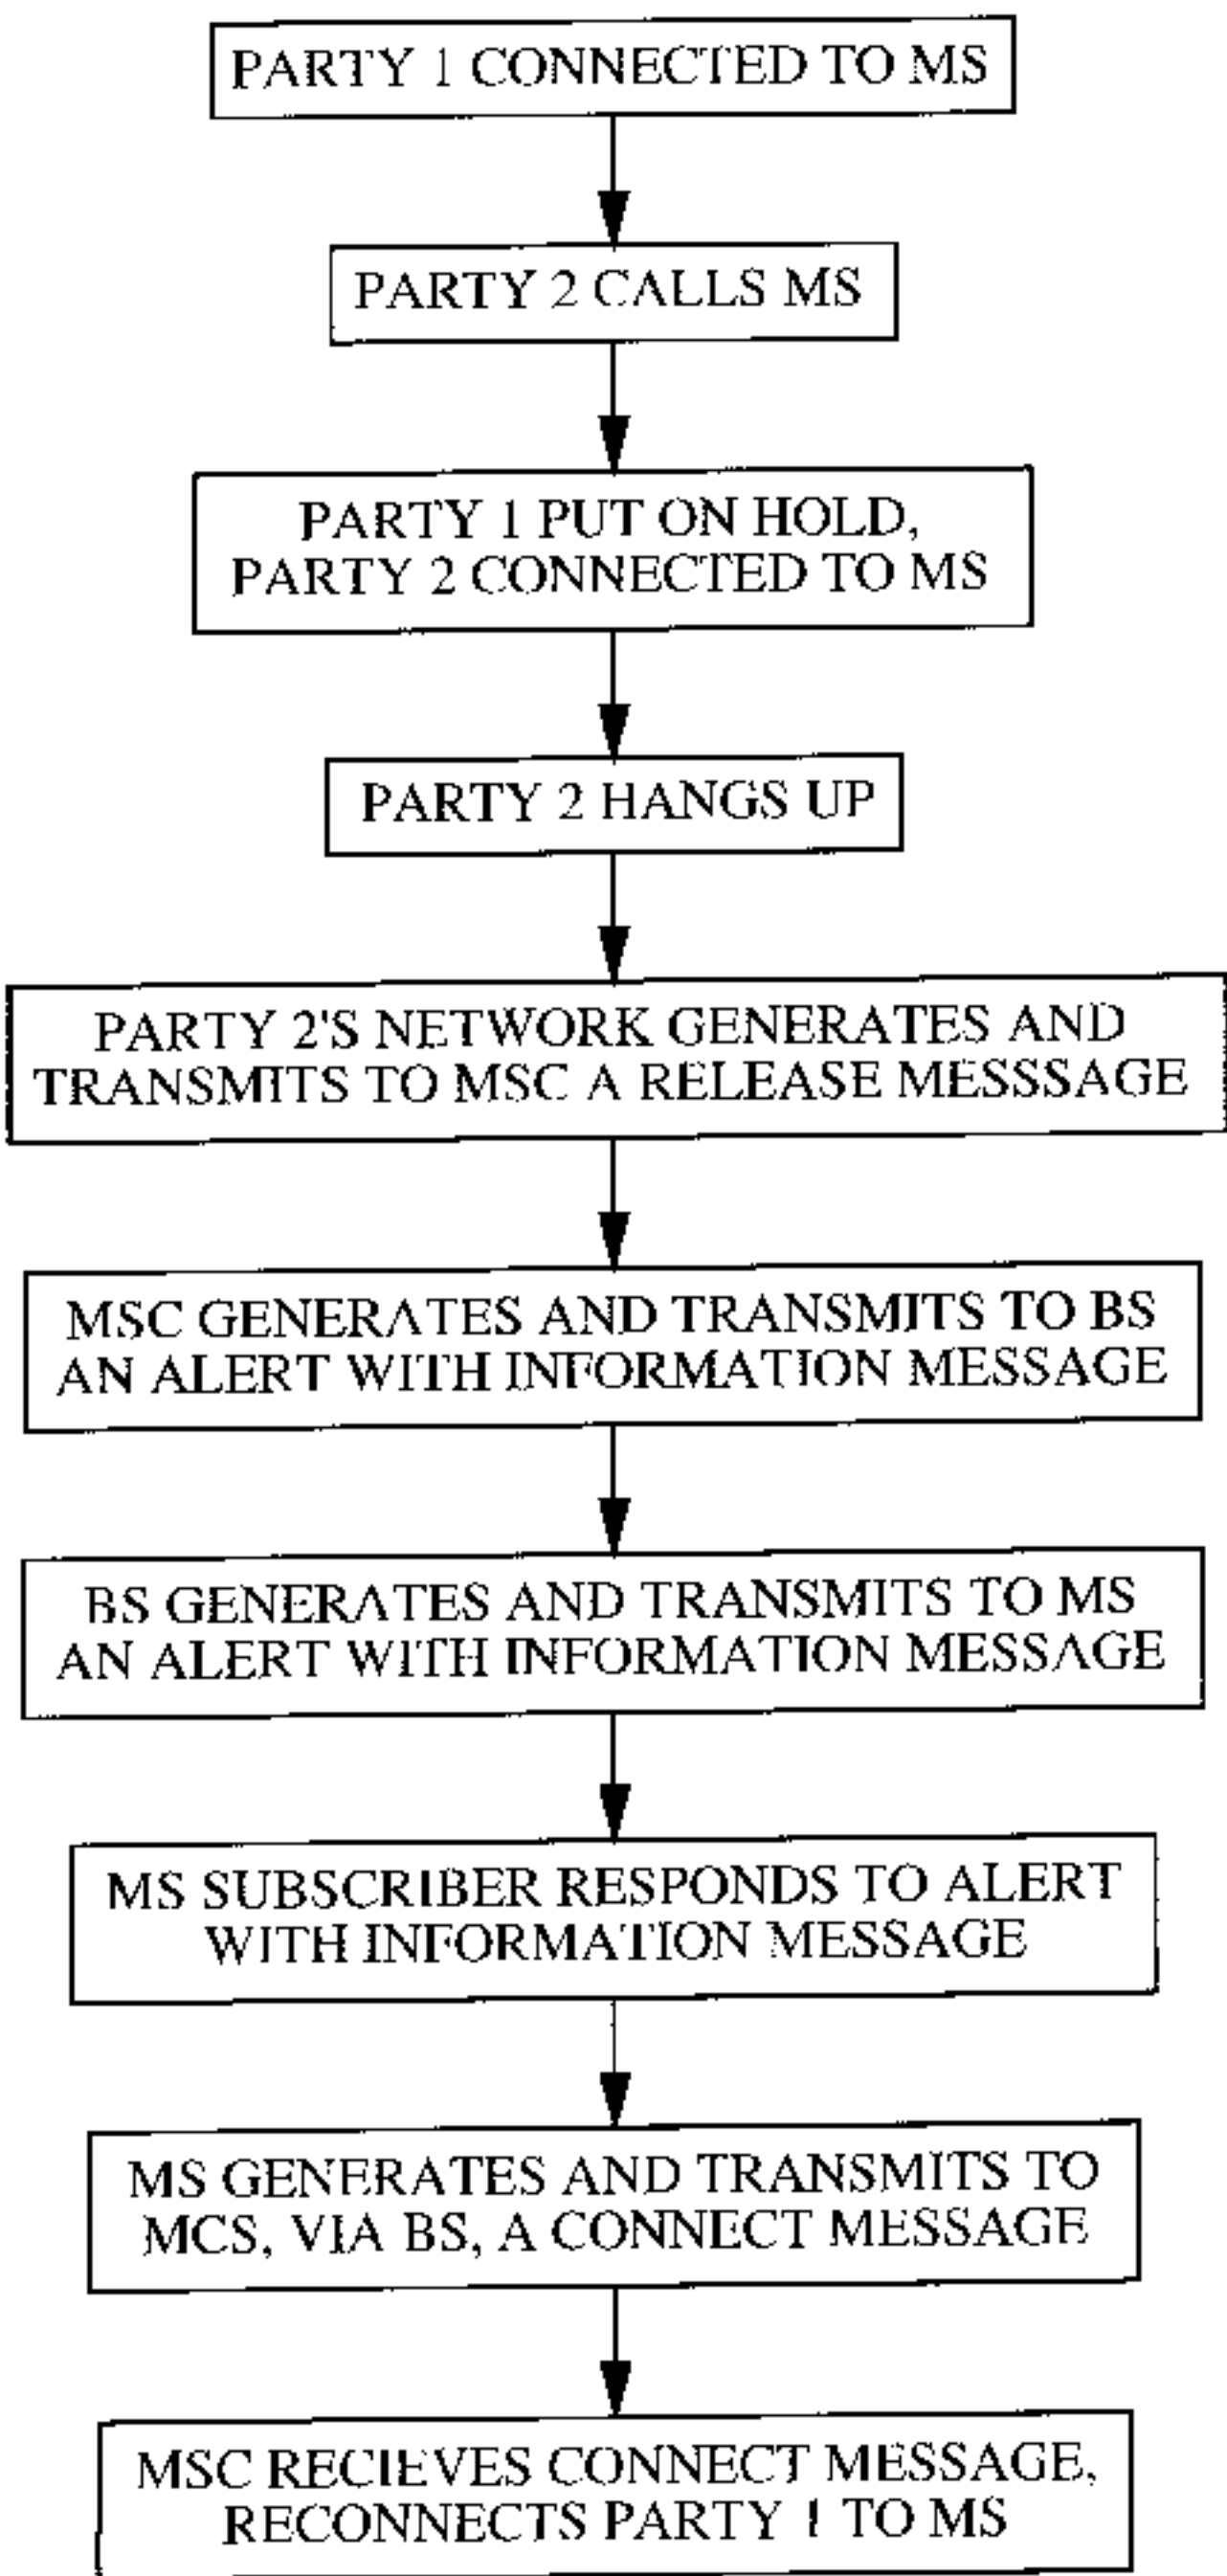 PARTY 1 CONNECTED TO MS
PARTY 2 CALLS MS
PARTY 1 PUT ON HOLD,
PARTY 2 CONNECTED TO MS
PARTY 2 HANGS UP
PARTY 2'S NETWORK GENERATES AND
TRANSMITS TO MSC A RELEASE MESSSAGE
MSC GENERATES AND TRANSMITS TO BS
AN ALERT WITH INFORMATION MESSAGE
BS GENERATES AND TRANSMITS TO MS
AN ALERT WITH INFORMATION MESSAGE
MS SUBSCRIBER RESPONDS TO ALERT
WITH INFORMATION MESSAGE
MS GENERATES AND TRANSMITS TO
MCS, VIA BS, A CONNECT MESSAGE
MSC RECIEVES CONNECT MESSAGE,
RECONNECTS PARTY 1 TO MS